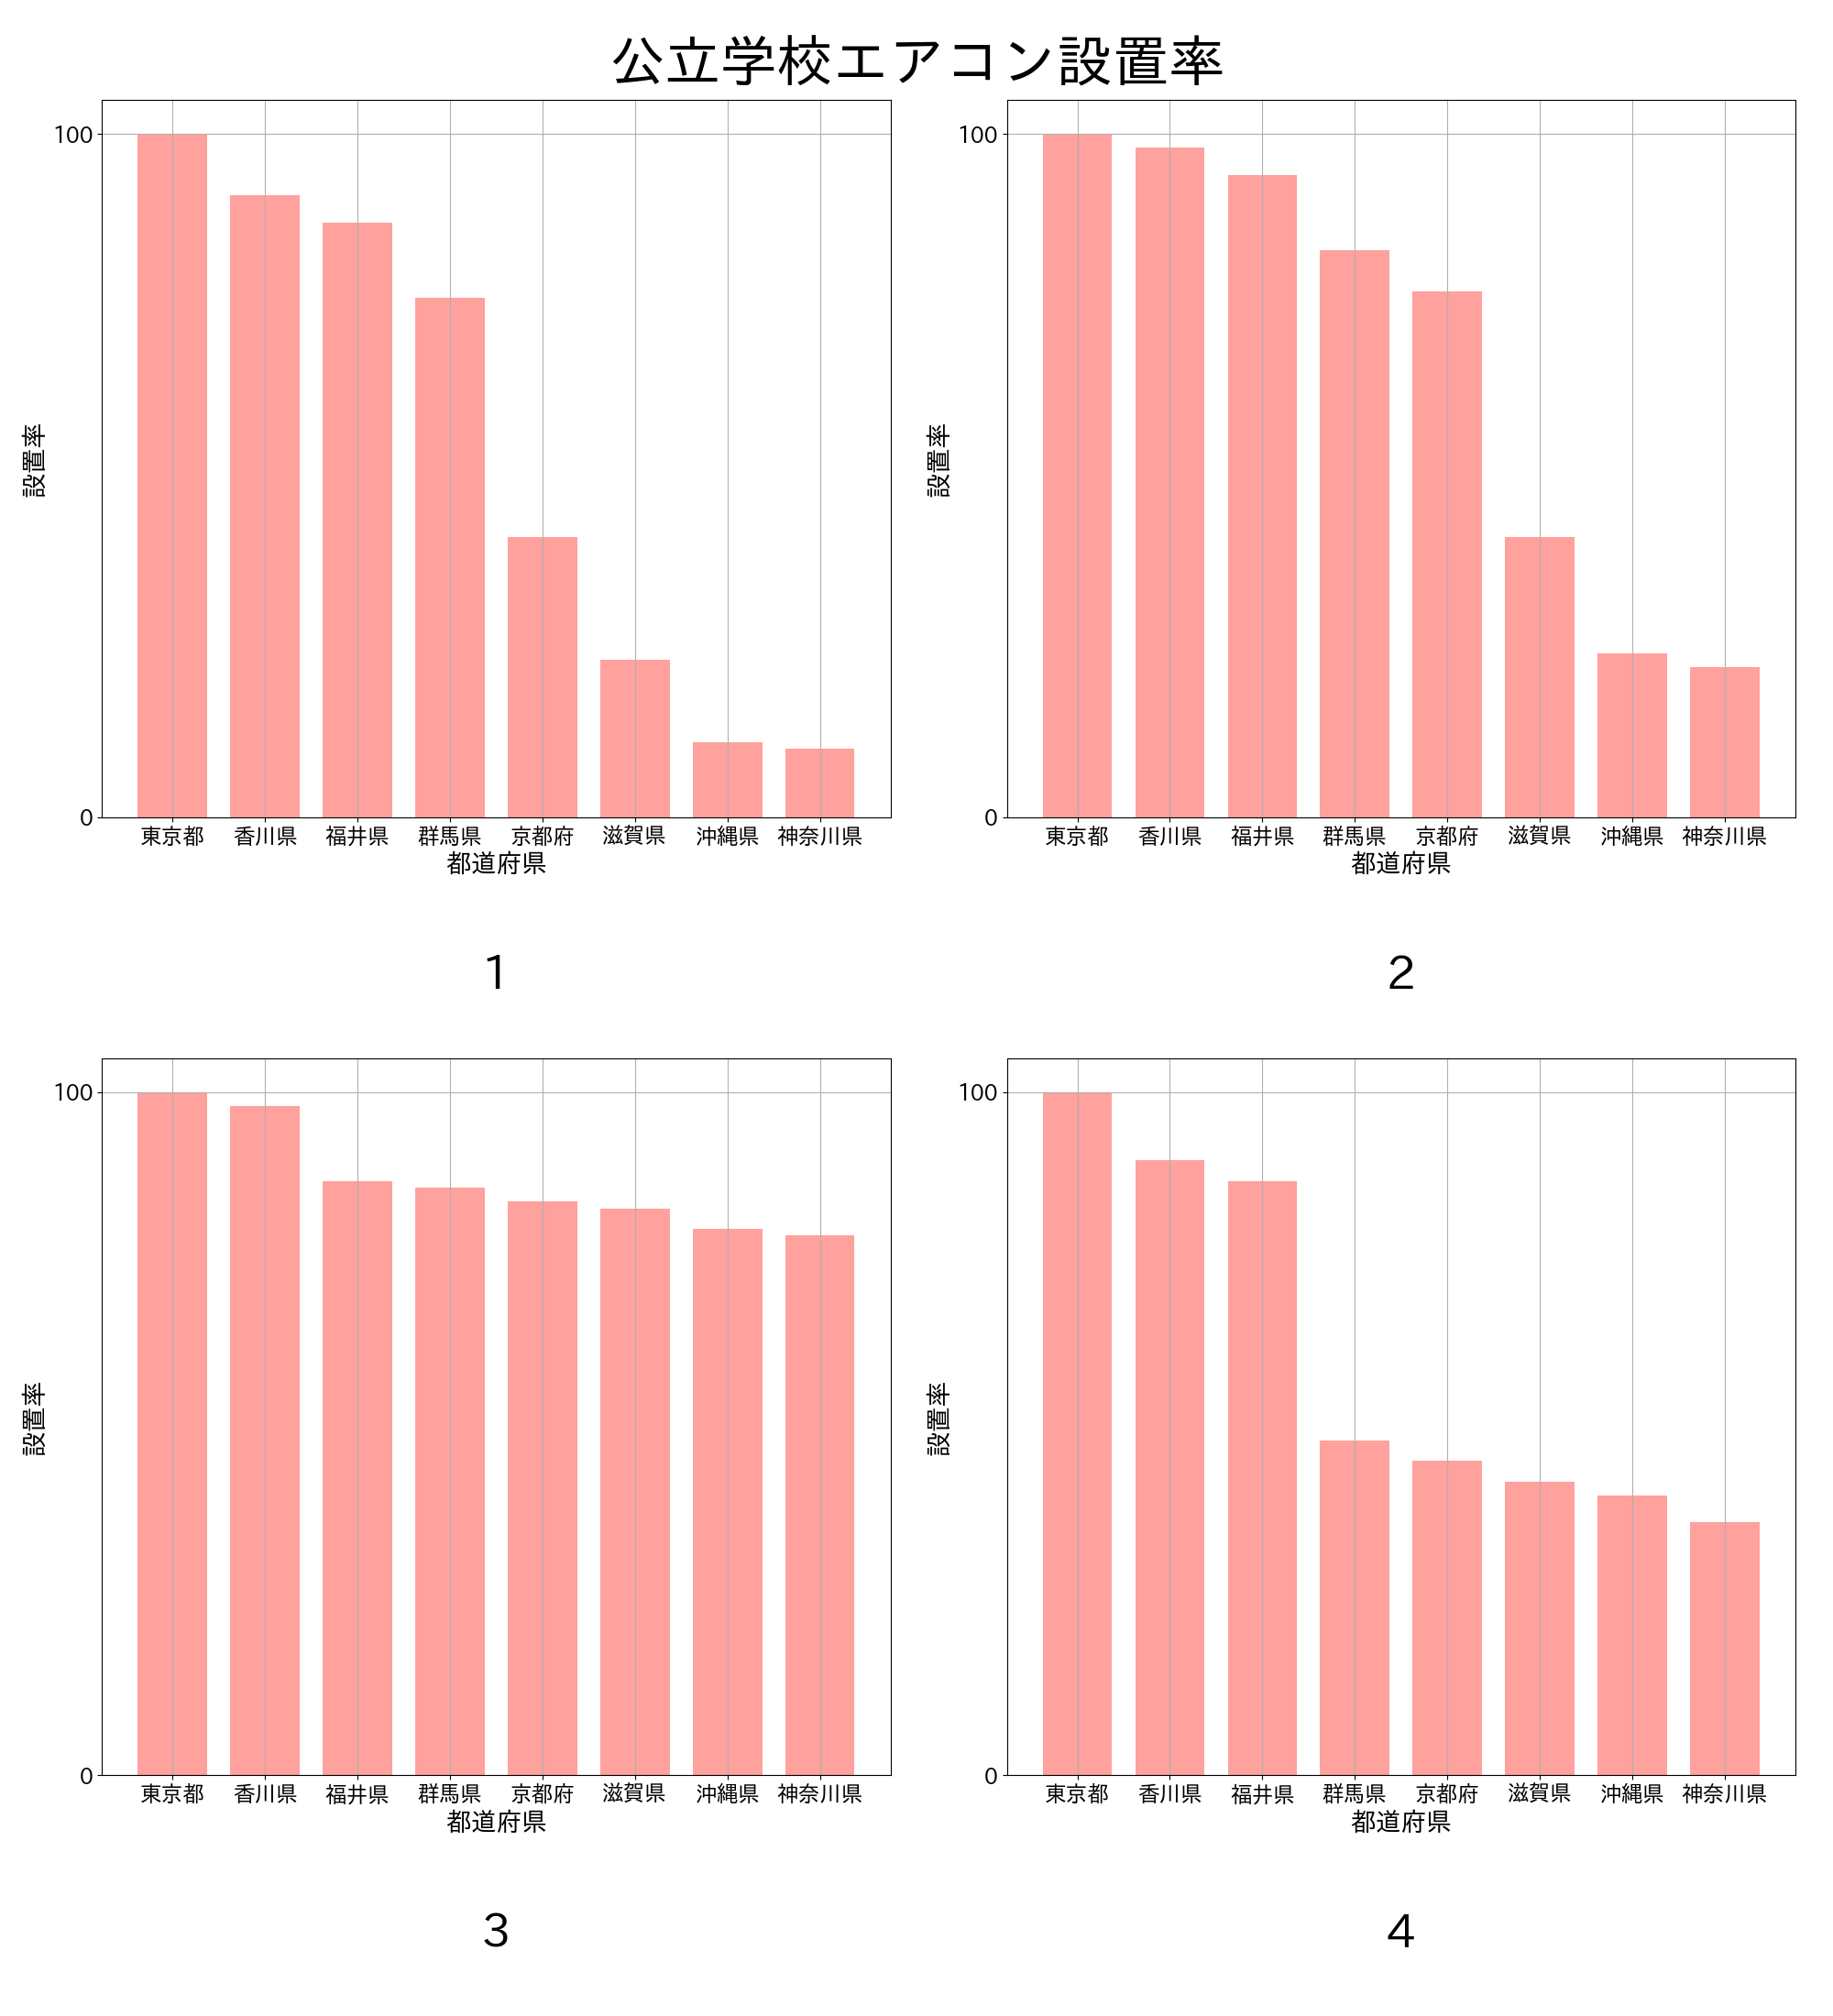 公立学校エアコン設置率
100
0
設置率
東京都 香川県 福井県 群馬県 京都府 滋賀県 沖縄県 神奈川県
都道府県
1
100
0
設置率
東京都 香川県 福井県 群馬県 京都府 滋賀県 沖縄県 神奈川県
都道府県
2
100
0
設置率
東京都 香川県 福井県 群馬県 京都府 滋賀県 沖縄県 神奈川県
都道府県
3
100
0
設置率
東京都 香川県 福井県 群馬県 京都府 滋賀県 沖縄県 神奈川県
都道府県
4